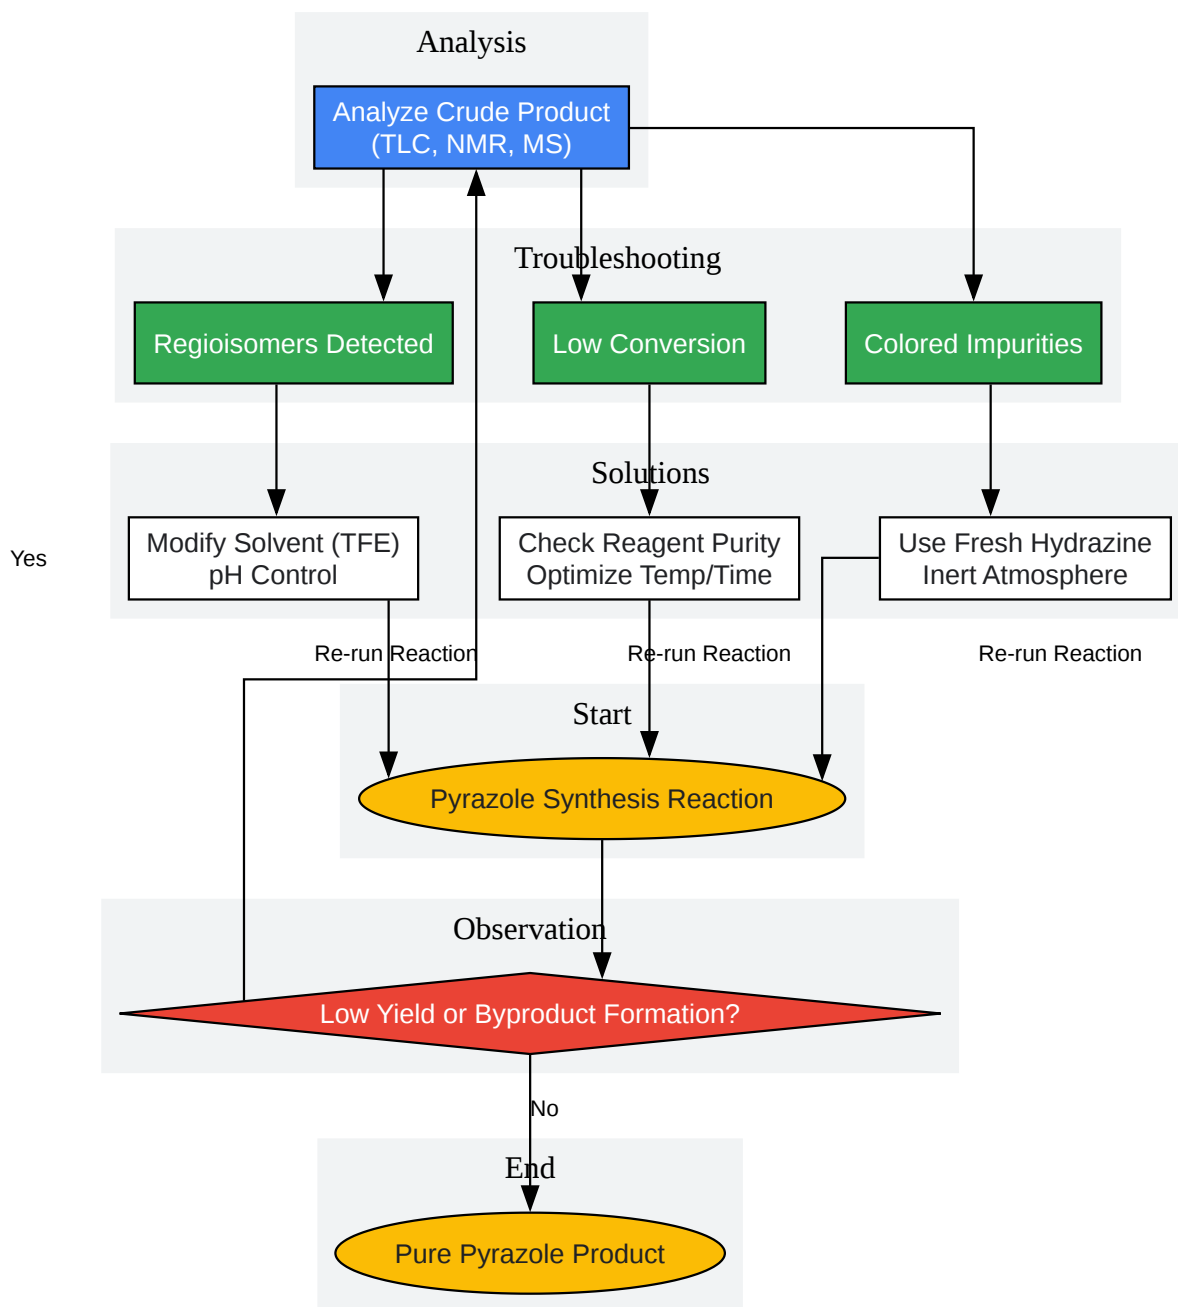 Analysis
Analyze Crude Product
(TLC, NMR, MS)
Troubleshooting
Regioisomers Detected
Low Conversion
Colored Impurities
Solutions
Modify Solvent (TFE)
pH Control
Check Reagent Purity
Optimize Temp/Time
Use Fresh Hydrazine
Inert Atmosphere
Yes
Re-run Reaction
Re-run Reaction
Re-run Reaction
Start
Pyrazole Synthesis Reaction
Observation
Low Yield or Byproduct Formation?
No
End
Pure Pyrazole Product